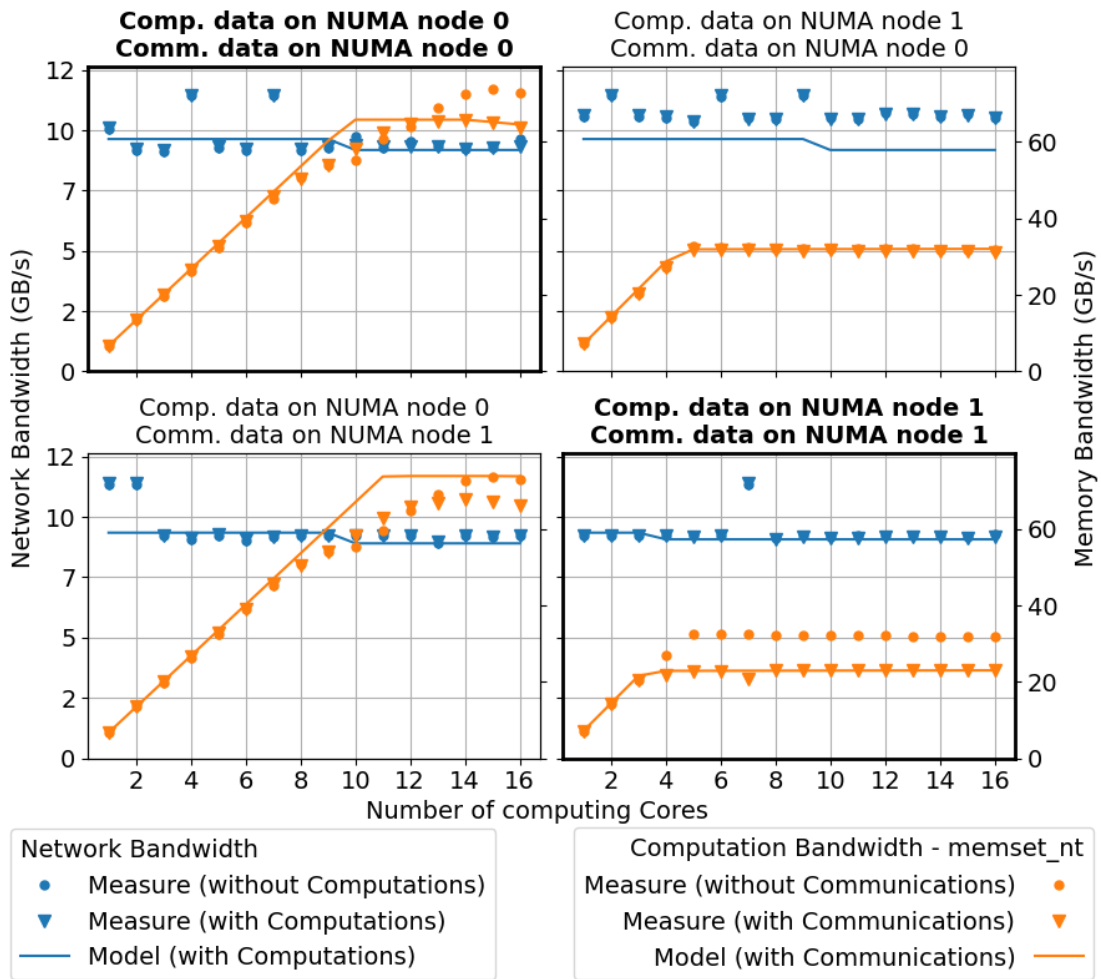 Comp. data on NUMA node 0
Comm. data on NUMA node 0
Comp. data on NUMA node 1
Comm. data on NUMA node 0
12
10
7
5
2
0
60
40
20
0
Comp. data on NUMA node 0
Comm. data on NUMA node 1
Comp. data on NUMA node 1
Comm. data on NUMA node 1
12
10
7
5
2
0
60
40
20
0
2 4 6 8 10 12 14 16
2 4 6 8 10 12 14 16
Network Bandwidth (GB/s)
Memory Bandwidth (GB/s)
Number of computing Cores
Network Bandwidth
Measure (without Computations)
Measure (with Computations)
Model (with Computations)
Computation Bandwidth - memset_nt
Measure (without Communications)
Measure (with Communications)
Model (with Communications)